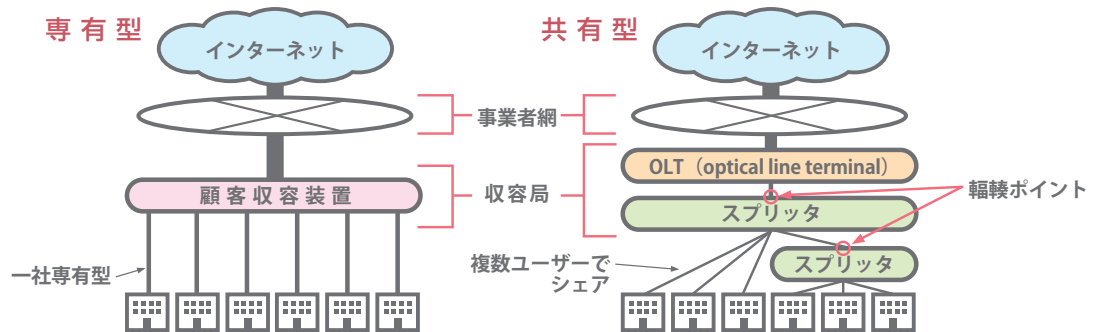 専有型
共有型
インターネット
インターネット
事業者網
OLT（optical line terminal）
顧客収容装置
収容局
輻輳ポイント
スプリッタ
一社専有型
複数ユーザーで
シェア
スプリッタ